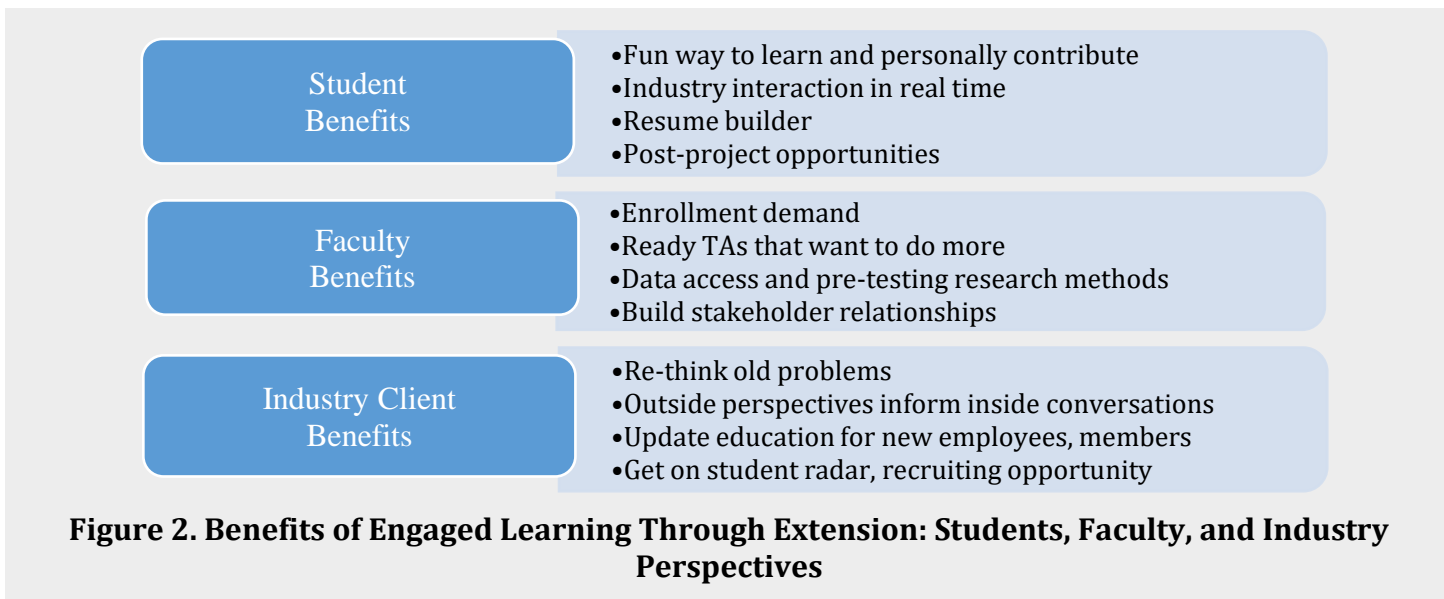 Student
Benefits
•Fun way to learn and personally contribute
•Industry interaction in real time
•Resume builder
•Post-project opportunities
Faculty
Benefits
•Enrollment demand
•Ready TAs that want to do more
•Data access and pre-testing research methods
•Build stakeholder relationships
Industry Client
Benefits
•Re-think old problems
•Outside perspectives inform inside conversations
•Update education for new employees, members
•Get on student radar, recruiting opportunity
Figure 2. Benefits of Engaged Learning Through Extension: Students, Faculty, and Industry
Perspectives